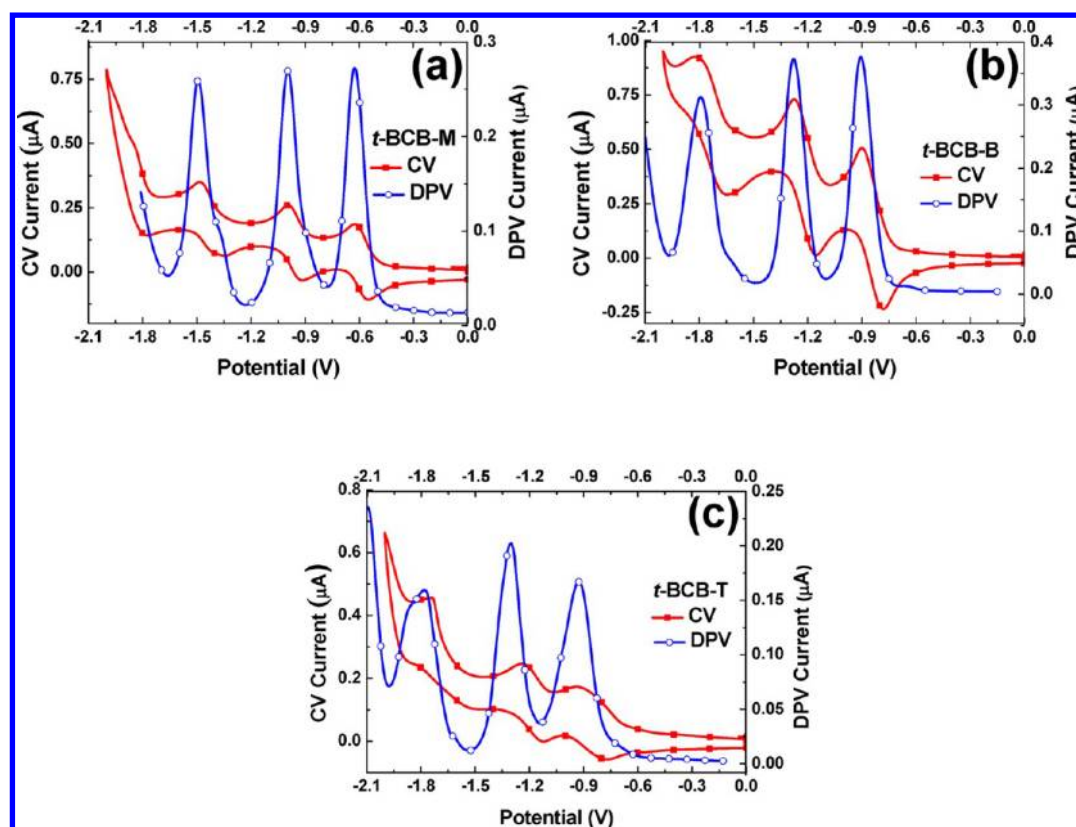 -2.1 -1.8 -1.5 -1.2 -0.9 -0.6 -0.3 0.0
(a)
0.3
0.75
0.2
t-BCB-M
CV
DPV
0.50
0.25
0.1
0.00
0.0
CV Current (μA)
DPV Current (μA)
-2.1 -1.8 -1.5 -1.2 -0.9 -0.6 -0.3 0.0
Potential (V)
-2.1 -1.8 -1.5 -1.2 -0.9 -0.6 -0.3 0.0
(b)
1.00
0.4
0.75
0.3
t-BCB-B
CV
DPV
0.50
0.2
0.25
0.1
0.00
0.0
-0.25
CV Current (μA)
DPV Current (μA)
-2.1 -1.8 -1.5 -1.2 -0.9 -0.6 -0.3 0.0
Potential (V)
-2.1 -1.8 -1.5 -1.2 -0.9 -0.6 -0.3 0.0
(c)
0.8
0.25
0.6
0.20
t-BCB-T
CV
DPV
0.4
0.15
0.10
0.2
0.05
0.0
0.00
CV Current (μA)
DPV Current (μA)
-2.1 -1.8 -1.5 -1.2 -0.9 -0.6 -0.3 0.0
Potential (V)